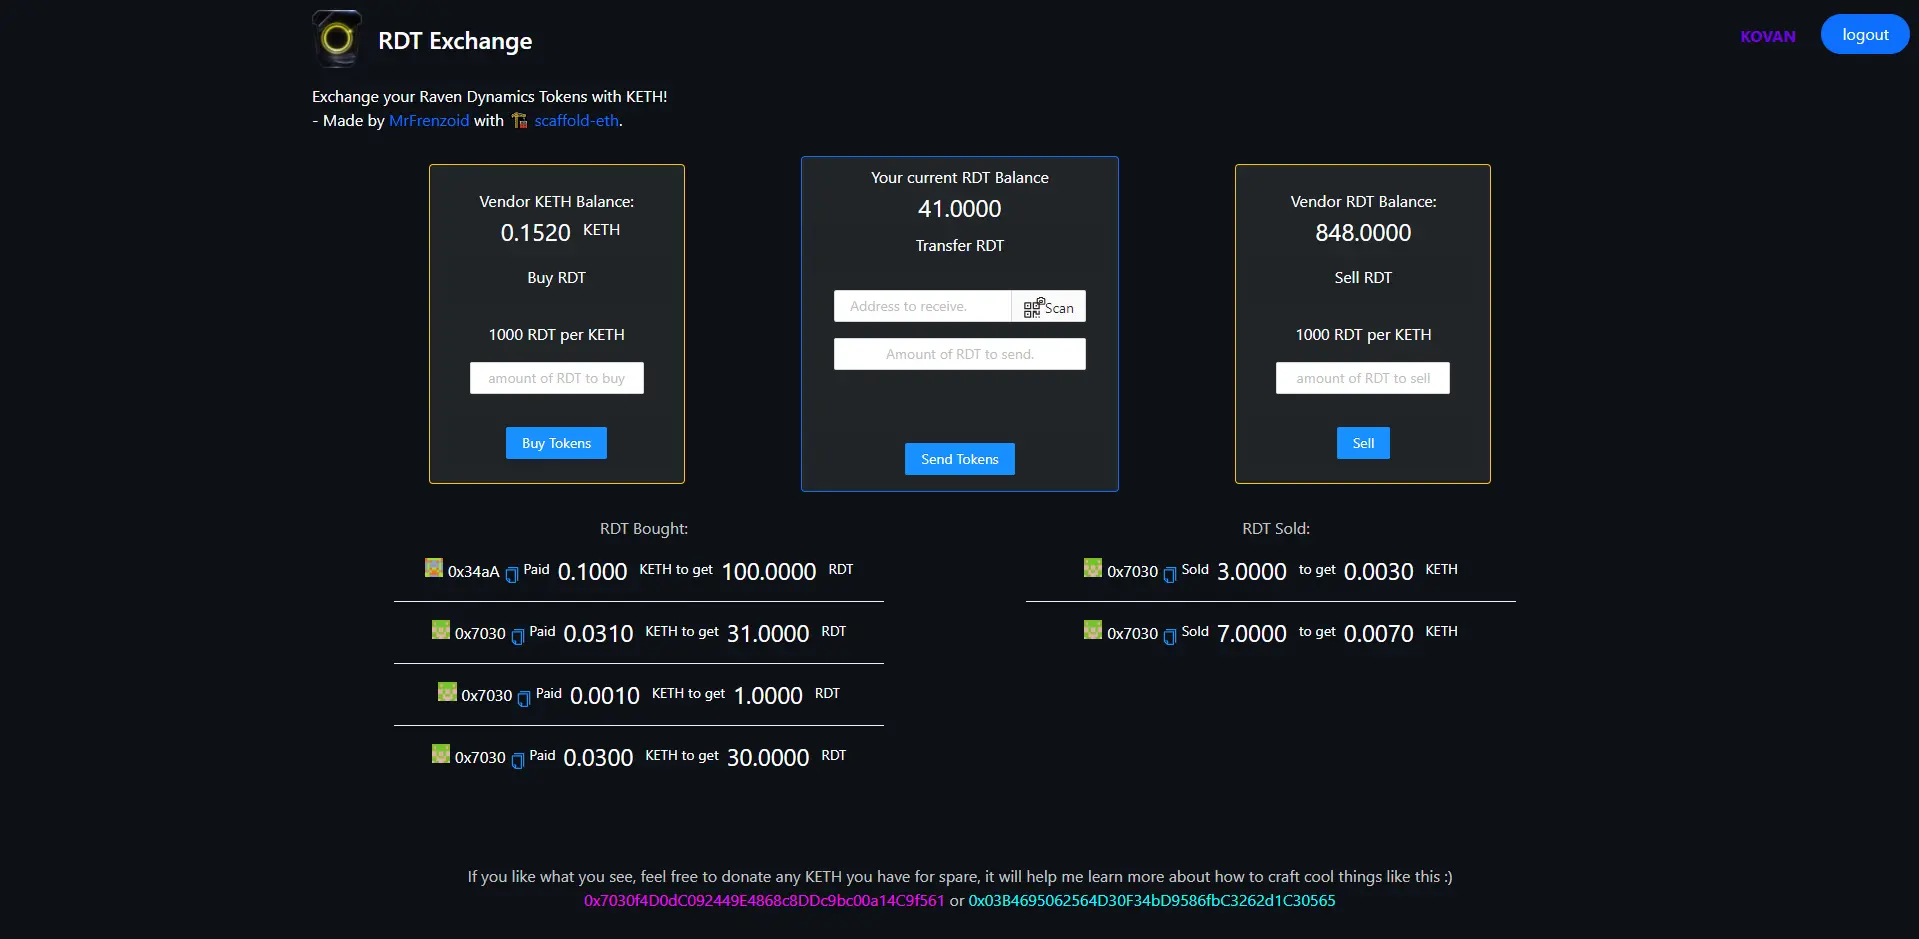 RDT Exchange
KOVAN
logout
Exchange your Raven Dynamics Tokens with KETH!
- Made by MrFrenzoid with 🏗 scaffold-eth.
Vendor KETH Balance:
0.1520 KETH
Buy RDT
1000 RDT per KETH
amount of RDT to buy
Buy Tokens
Your current RDT Balance
41.0000
Transfer RDT
Address to receive.
Scan
Amount of RDT to send.
Send Tokens
Vendor RDT Balance:
848.0000
Sell RDT
1000 RDT per KETH
amount of RDT to sell
Sell
RDT Bought:
0x34aA Paid 0.1000 KETH to get 100.0000 RDT
0x7030 Paid 0.0310 KETH to get 31.0000 RDT
0x7030 Paid 0.0010 KETH to get 1.0000 RDT
0x7030 Paid 0.0300 KETH to get 30.0000 RDT
RDT Sold:
0x7030 Sold 3.0000 to get 0.0030 KETH
0x7030 Sold 7.0000 to get 0.0070 KETH
If you like what you see, feel free to donate any KETH you have for spare, it will help me learn more about how to craft cool things like this :)
0x7030f4D0dC092449E4868c8DDc9bc00a14C9f561 or 0x03B4695062564D30F34bD9586fbC3262d1C30565